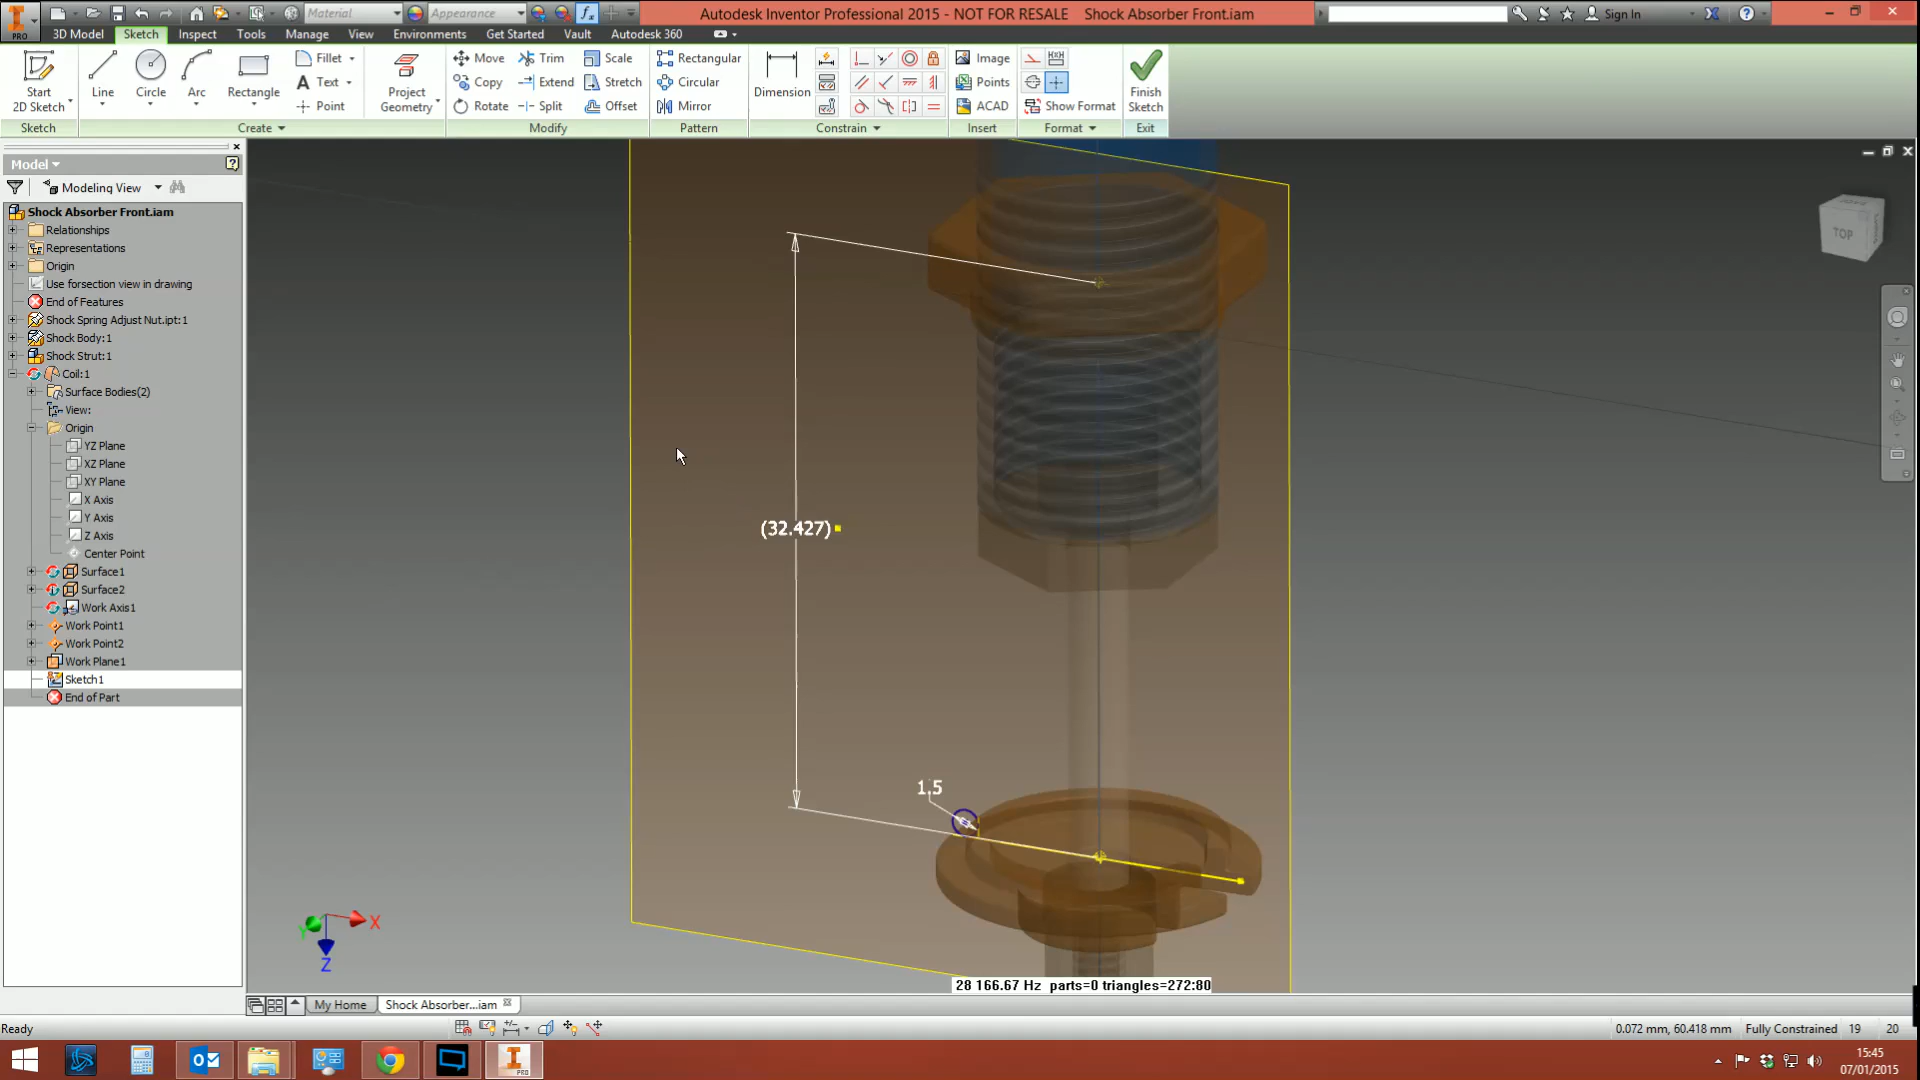 Material
Appearance
Autodesk Inventor Professional 2015 - NOT FOR RESALE   Shock Absorber Front.iam
Sign In
PRO
3D Model
Sketch
Inspect
Tools
Manage
View
Environments
Get Started
Vault
Autodesk 360
Start
2D Sketch
Line
Circle
Arc
Rectangle
Fillet
Text
Point
Project
Geometry
Move
Copy
Rotate
Trim
Extend
Split
Scale
Stretch
Offset
Rectangular
Circular
Mirror
Dimension
Image
Points
ACAD
Show Format
Finish
Sketch
Sketch
Create
Modify
Pattern
Constrain
Insert
Format
Exit
Model
Modeling View
Shock Absorber Front.iam
Relationships
Representations
Origin
Use forsection view in drawing
End of Features
Shock Spring Adjust Nut.ipt:1
Shock Body:1
Shock Strut:1
Coil:1
Surface Bodies(2)
View:
Origin
YZ Plane
XZ Plane
XY Plane
X Axis
Y Axis
Z Axis
Center Point
Surface1
Surface2
Work Axis1
Work Point1
Work Point2
Work Plane1
Sketch1
End of Part
TOP
(32.427)
1.5
X
Y
Z
28 166.67 Hz  parts=0 triangles=272:80
My Home
Shock Absorber...iam
Ready
0.072 mm, 60.418 mm
Fully Constrained
19
20
15:45
07/01/2015